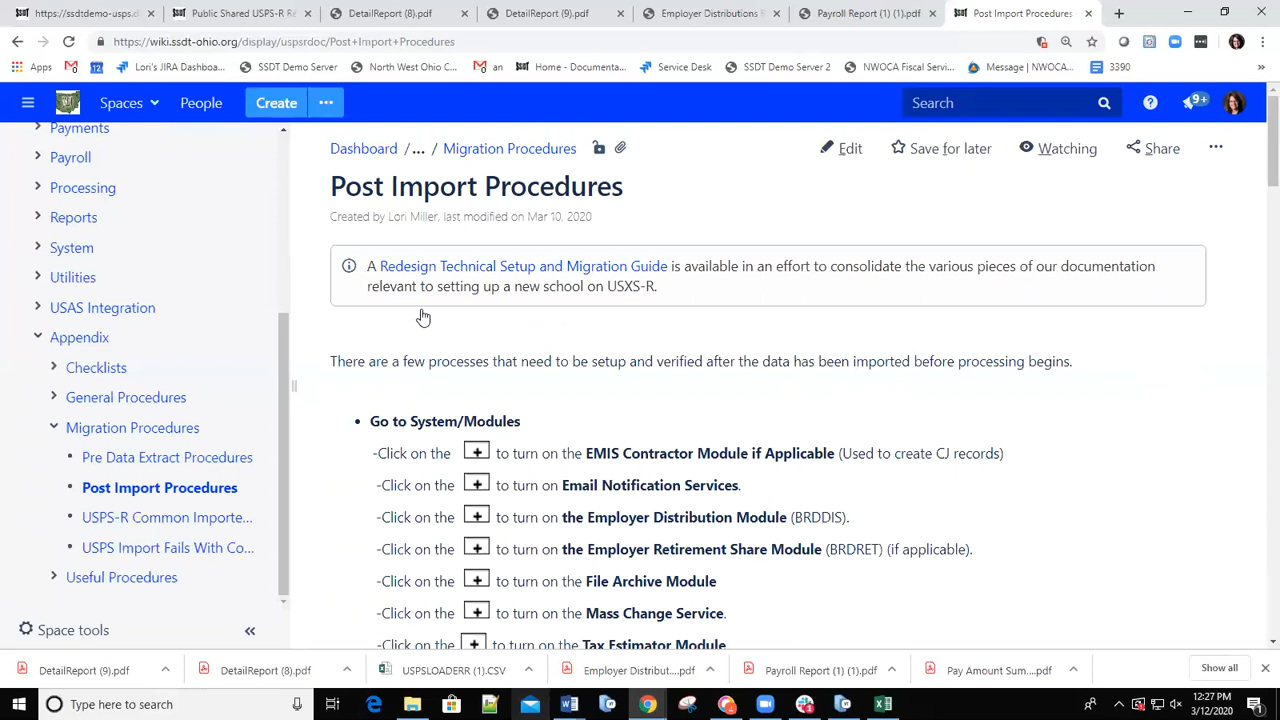 https://ssdtdemo-usps.d
Public Shared USPS-R Re
DetailReport (8).pdf
DetailReport (9).pdf
Employer Distributions R
Payroll Report (1) (1).pdf
Post Import Procedures
https://wiki.ssdt-ohio.org/display/uspsrdoc/Post+Import+Procedures
Apps
12
Lori's JIRA Dashboa...
SSDT Demo Server
North West Ohio C...
an
Home - Documenta...
Service Desk
SSDT Demo Server 2
NWOCA Fiscal Servi...
Message | NWOCA...
3390
»
Spaces
People
Create
Search
9+
Payments
Payroll
Processing
Reports
System
Utilities
USAS Integration
Appendix
Checklists
General Procedures
Migration Procedures
Pre Data Extract Procedures
Post Import Procedures
USPS-R Common Importe...
USPS Import Fails With Co...
Useful Procedures
Space tools
«
Dashboard / ... / Migration Procedures
Edit
Save for later
Watching
Share
Post Import Procedures
Created by Lori Miller, last modified on Mar 10, 2020
A Redesign Technical Setup and Migration Guide is available in an effort to consolidate the various pieces of our documentation
relevant to setting up a new school on USXS-R.
There are a few processes that need to be setup and verified after the data has been imported before processing begins.
• Go to System/Modules
-Click on the + to turn on the EMIS Contractor Module if Applicable (Used to create CJ records)
-Click on the + to turn on Email Notification Services.
-Click on the + to turn on the Employer Distribution Module (BRDDIS).
-Click on the + to turn on the Employer Retirement Share Module (BRDRET) (if applicable).
-Click on the + to turn on the File Archive Module
-Click on the + to turn on the Mass Change Service.
-Click on the + to turn on the Tax Estimator Module
DetailReport (9).pdf
DetailReport (8).pdf
USPSLOADERR (1).CSV
Employer Distribut....pdf
Payroll Report (1) (1).pdf
Pay Amount Sum....pdf
Show all
Type here to search
12:27 PM
3/12/2020